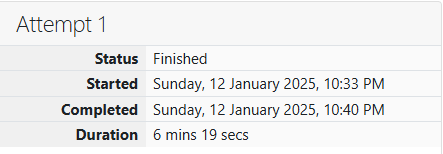 Attempt 1
Status Finished
Started Sunday, 12 January 2025, 10:33 PM
Completed Sunday, 12 January 2025, 10:40 PM
Duration 6 mins 19 secs